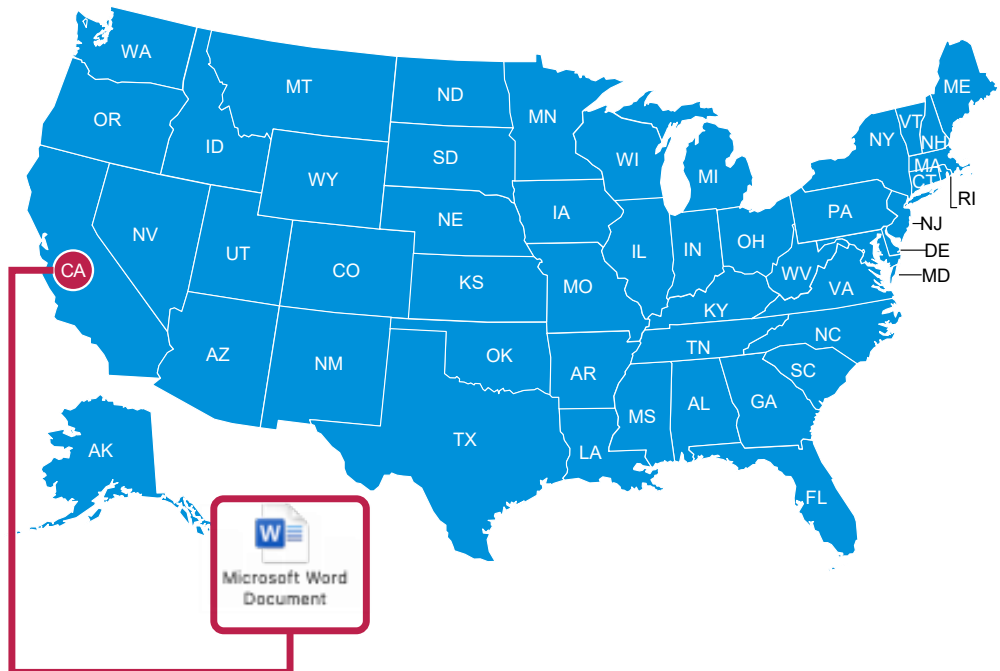 WA
MT
ND
MN
ME
OR
ID
SD
WI
MI
NY
VT
NH
MA
CT
RI
WY
IA
NE
PA
NJ
NV
UT
CO
IL
IN
OH
DE
CA
KS
MO
WV
VA
MD
KY
AZ
NM
OK
TN
NC
AR
SC
MS
AL
GA
TX
LA
AK
FL
W
Microsoft Word
Document